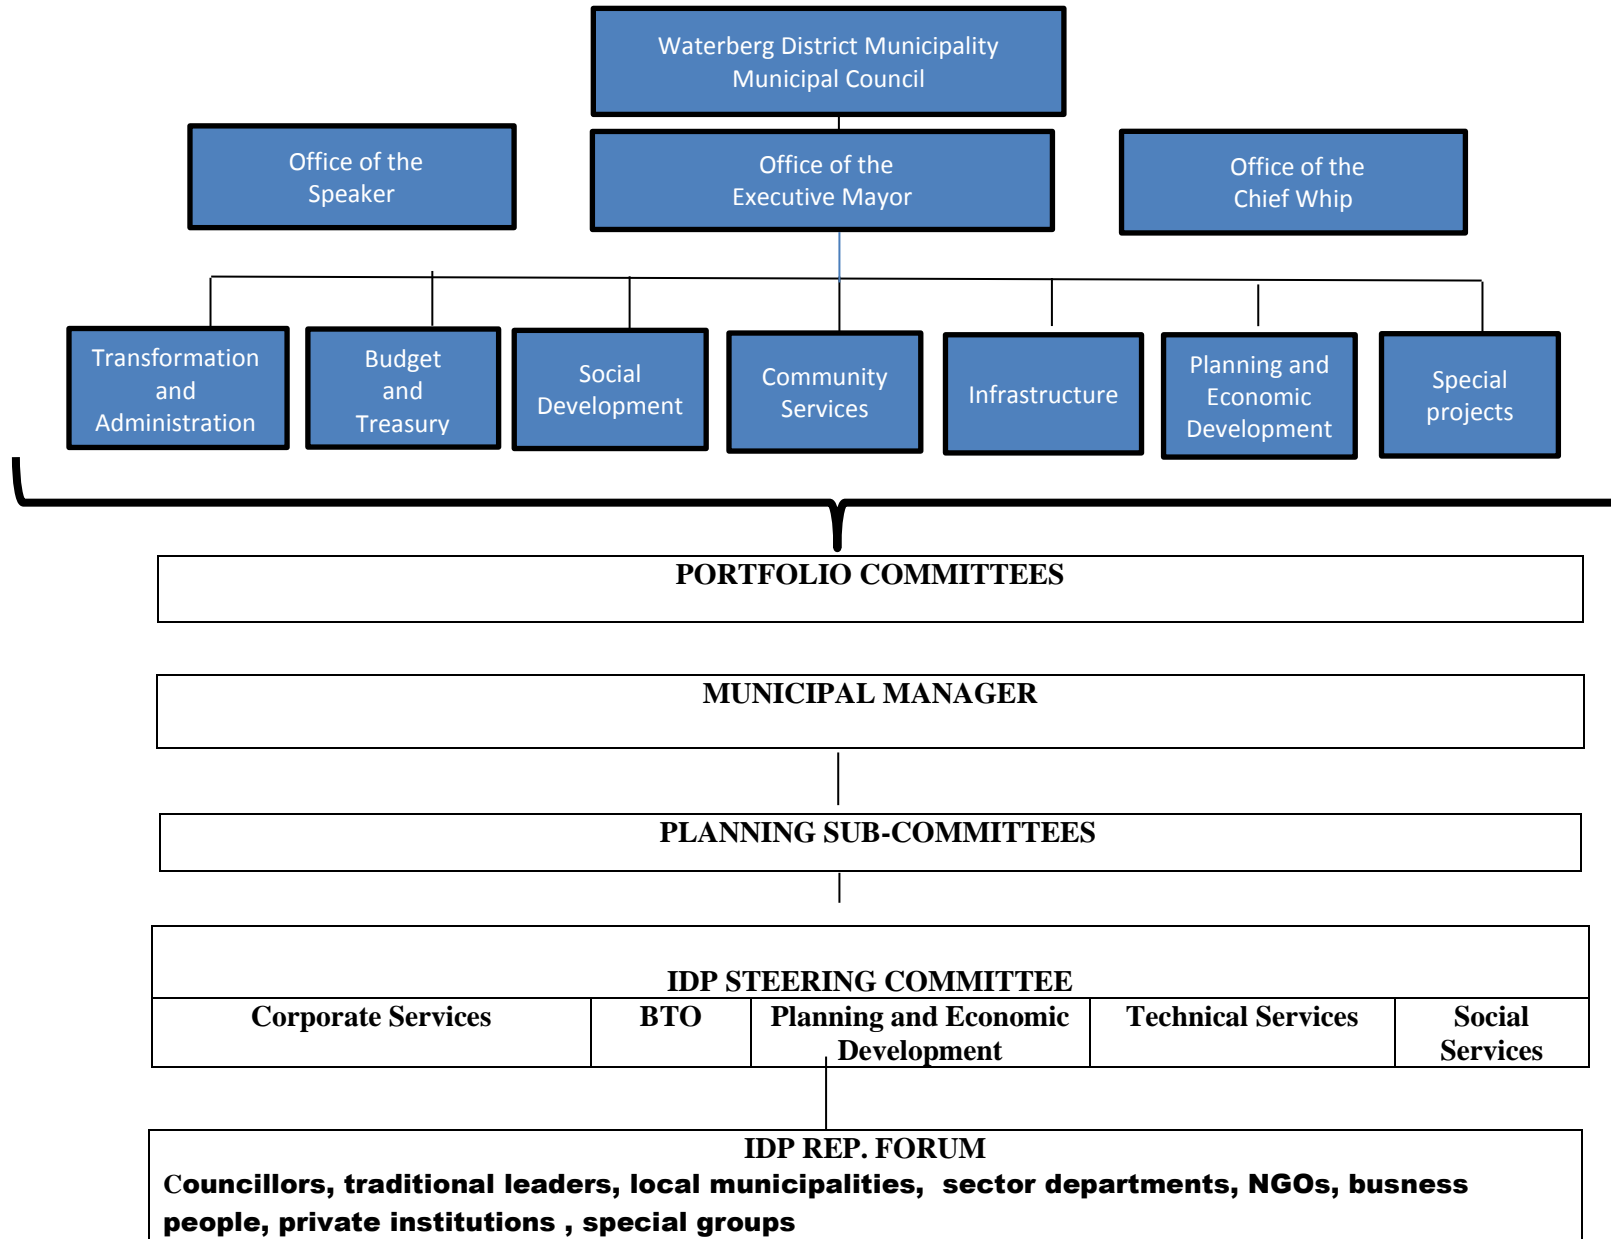 Waterberg District Municipality
Municipal Council
Office of the
Speaker
Office of the
Executive Mayor
Office of the
Chief Whip
Transformation
and
Administration
Budget
and
Treasury
Social
Development
Community
Services
Infrastructure
Planning and
Economic
Development
Special
projects
PORTFOLIO COMMITTEES
MUNICIPAL MANAGER
PLANNING SUB-COMMITTEES
IDP STEERING COMMITTEE
Corporate Services
BTO
Planning and Economic
Development
Technical Services
Social
Services
IDP REP. FORUM
Councillors, traditional leaders, local municipalities,  sector departments, NGOs, busness
people, private institutions , special groups